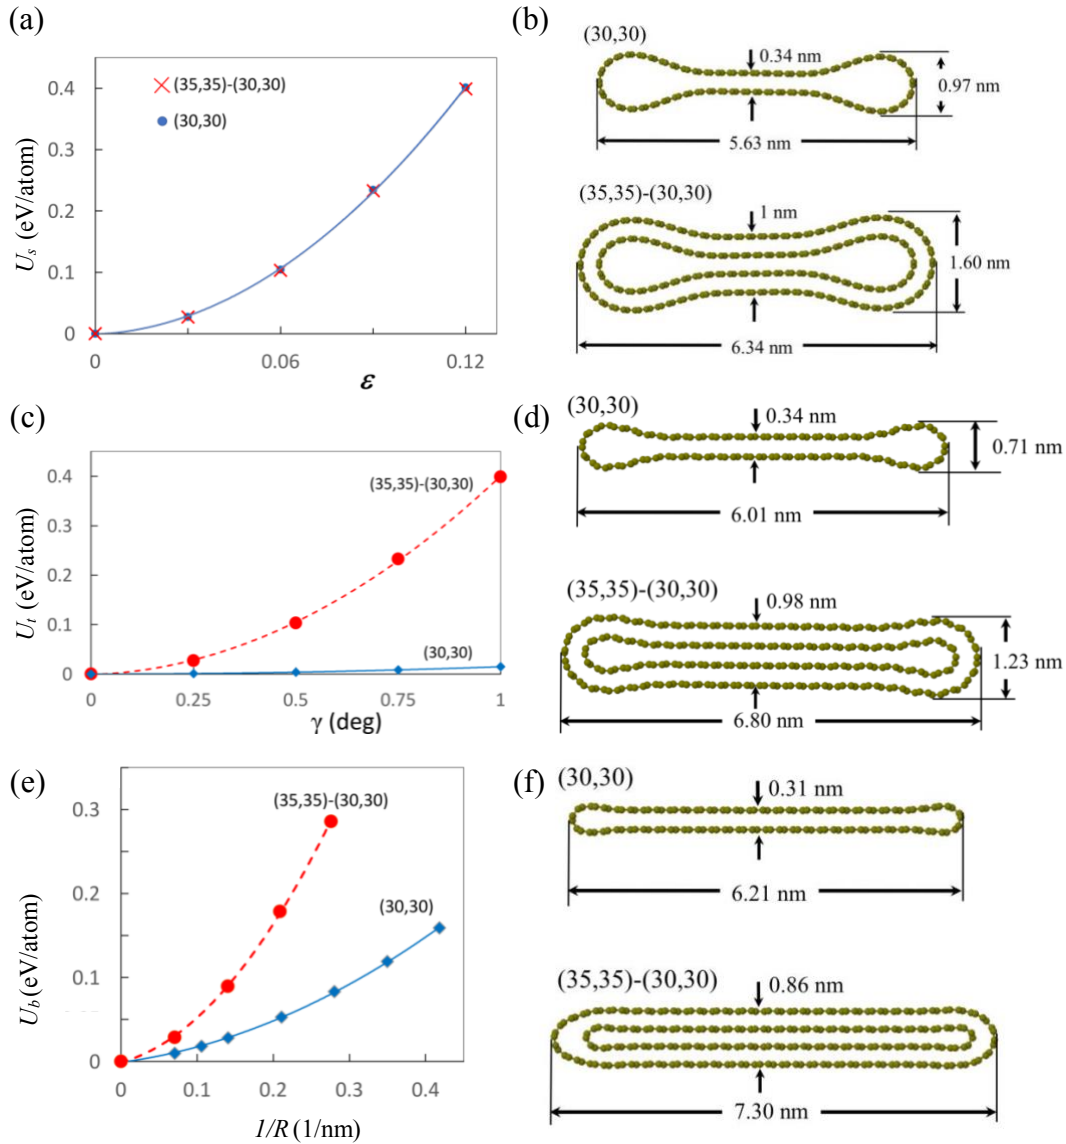 (a)
U_s (eV/atom)
0.4
0.3
0.2
0.1
0
(35,35)-(30,30)
(30,30)
0
0.06
0.12
ε
(b)
(30,30)
0.34 nm
0.97 nm
5.63 nm
(35,35)-(30,30)
1 nm
1.60 nm
6.34 nm
(c)
U_t (eV/atom)
0.4
0.3
0.2
0.1
0
(35,35)-(30,30)
(30,30)
0
0.25
0.5
0.75
1
γ (deg)
(d)
(30,30)
0.34 nm
0.71 nm
6.01 nm
(35,35)-(30,30)
0.98 nm
1.23 nm
6.80 nm
(e)
U_b (eV/atom)
0.3
0.2
0.1
0
(35,35)-(30,30)
(30,30)
0
0.1
0.2
0.3
0.4
1/R (1/nm)
(f)
(30,30)
0.31 nm
6.21 nm
(35,35)-(30,30)
0.86 nm
7.30 nm